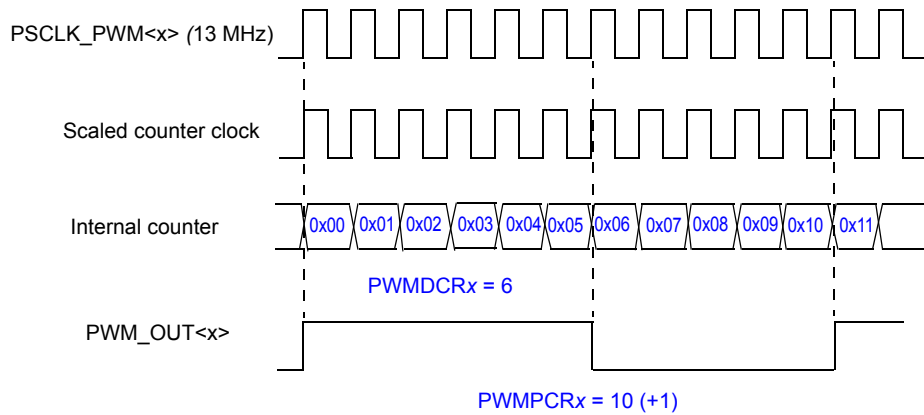 PSCLK_PWM<x> (13 MHz)
Scaled counter clock
Internal counter
0x00 0x01 0x02 0x03 0x04 0x05 0x06 0x07 0x08 0x09 0x10 0x11
PWMDCRx = 6
PWM_OUT<x>
PWMPCRx = 10 (+1)